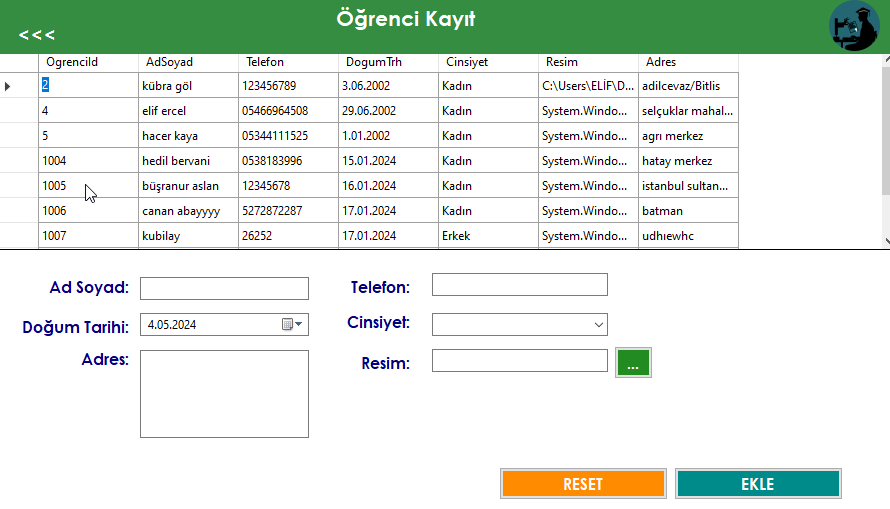 Öğrenci Kayıt
<<<
OgrenciId AdSoyad Telefon DogumTrh Cinsiyet Resim Adres
2 kübra göl 123456789 3.06.2002 Kadın C:\Users\ELİF\D... adilcevaz/Bitlis
4 elif ercel 05466964508 29.06.2002 Kadın System.Windo... selçuklar mahal...
5 hacer kaya 05344111525 1.01.2002 Kadın System.Windo... agrı merkez
1004 hedil bervani 0538183996 15.01.2024 Kadın System.Windo... hatay merkez
1005 büşranur aslan 12345678 16.01.2024 Kadın System.Windo... istanbul sultan...
1006 canan abayyyy 5272872287 17.01.2024 Kadın System.Windo... batman
1007 kubilay 26252 17.01.2024 Erkek System.Windo... udhıewhc
Ad Soyad: Telefon:
Doğum Tarihi: 4.05.2024 Cinsiyet:
Adres: Resim: ...
RESET EKLE